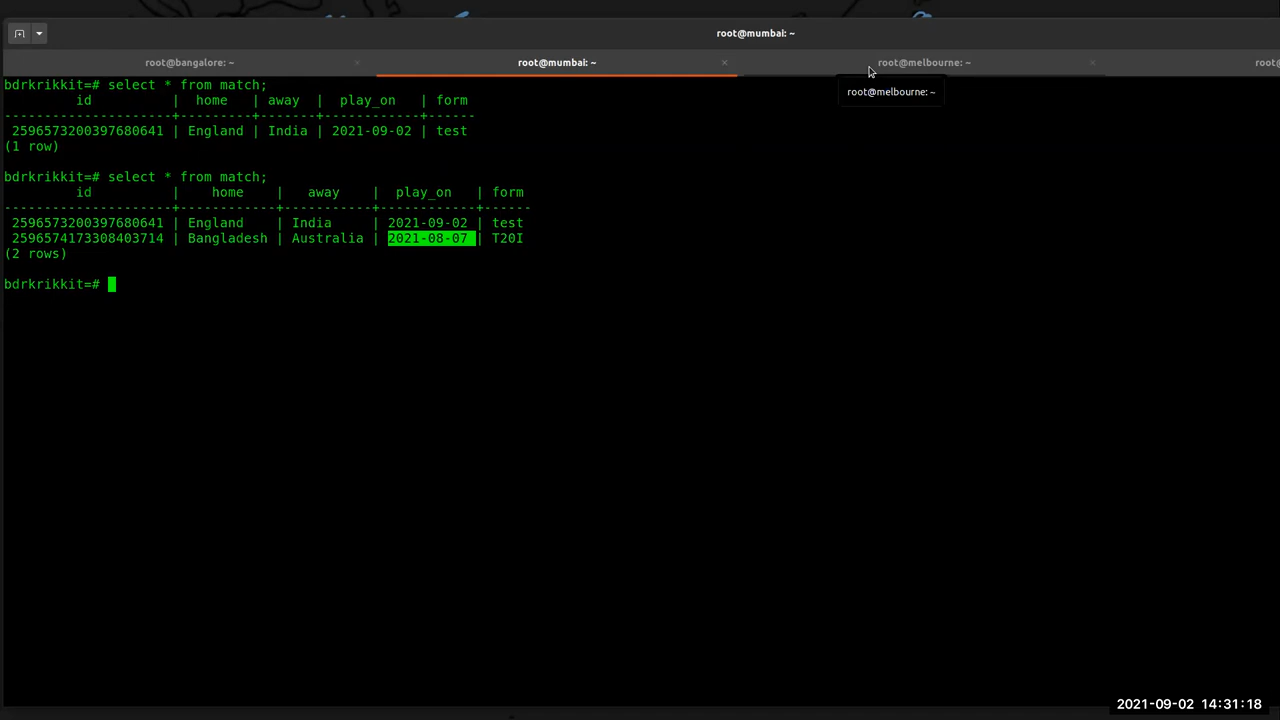 root@mumbai: ~
root@bangalore: ~ × root@mumbai: ~ × root@melbourne: ~ × root@
root@melbourne: ~
bdrkrikkit=# select * from match;
         id          |  home   | away  |  play_on   | form
---------------------+---------+-------+------------+------
 2596573200397680641 | England | India | 2021-09-02 | test
(1 row)
bdrkrikkit=# select * from match;
         id          |    home    |   away    |  play_on   | form
---------------------+------------+-----------+------------+------
 2596573200397680641 | England    | India     | 2021-09-02 | test
 2596574173308403714 | Bangladesh | Australia | 2021-08-07 | T20I
(2 rows)
bdrkrikkit=#
2021-09-02 14:31:18